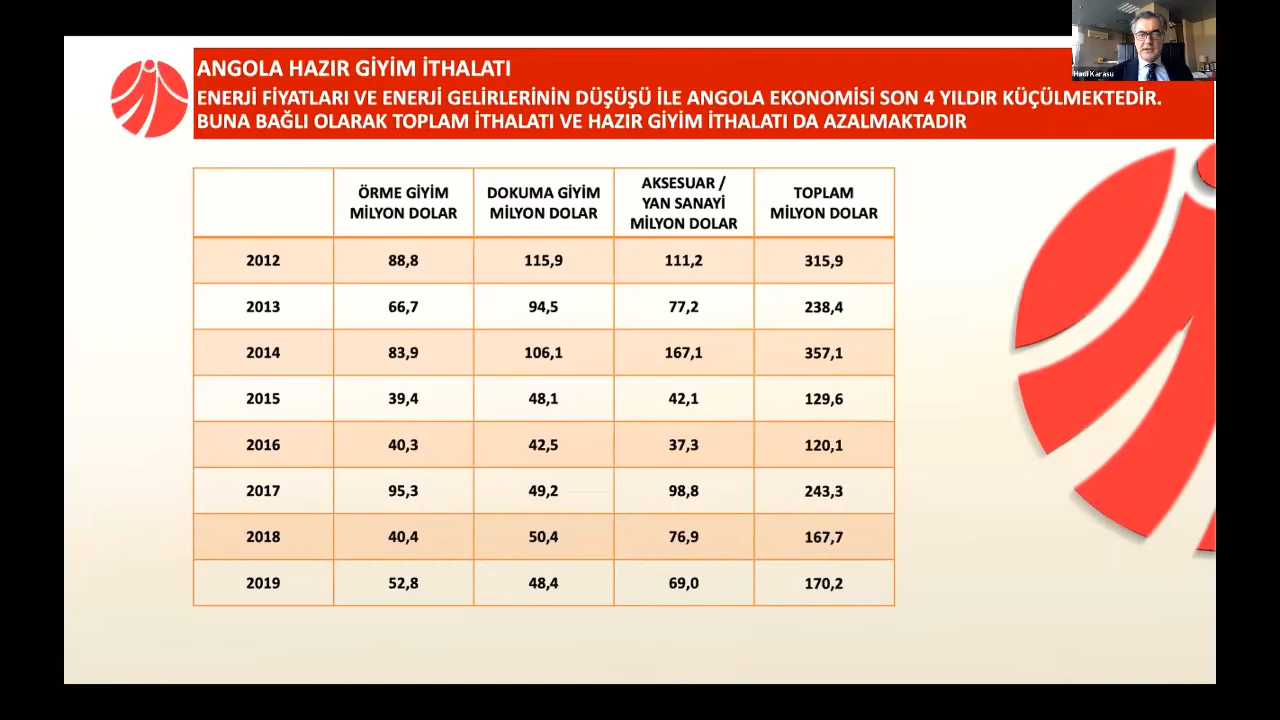 Hadi Karasu
ANGOLA HAZIR GİYİM İTHALATI
ENERJİ FİYATLARI VE ENERJİ GELİRLERİNİN DÜŞÜŞÜ İLE ANGOLA EKONOMİSİ SON 4 YILDIR KÜÇÜLMEKTEDİR.
BUNA BAĞLI OLARAK TOPLAM İTHALATI VE HAZIR GİYİM İTHALATI DA AZALMAKTADIR
ÖRME GİYİM
MİLYON DOLAR
DOKUMA GİYİM
MİLYON DOLAR
AKSESUAR /
YAN SANAYİ
MİLYON DOLAR
TOPLAM
MİLYON DOLAR
2012 88,8 115,9 111,2 315,9
2013 66,7 94,5 77,2 238,4
2014 83,9 106,1 167,1 357,1
2015 39,4 48,1 42,1 129,6
2016 40,3 42,5 37,3 120,1
2017 95,3 49,2 98,8 243,3
2018 40,4 50,4 76,9 167,7
2019 52,8 48,4 69,0 170,2